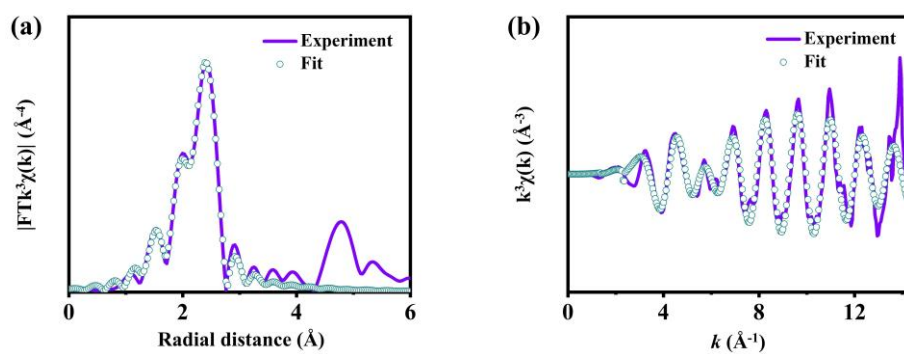 (a)
Experiment
Fit
|FTk³χ(k)| (Å⁻⁴)
0 2 4 6
Radial distance (Å)
(b)
Experiment
Fit
k³χ(k) (Å⁻³)
0 4 8 12
k (Å⁻¹)